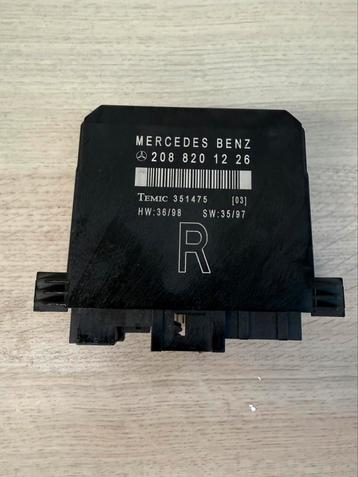 MERCEDES BENZ
208 820 12 26
TEMIC 351475 [03]
HW:36/98 SW:35/97
R